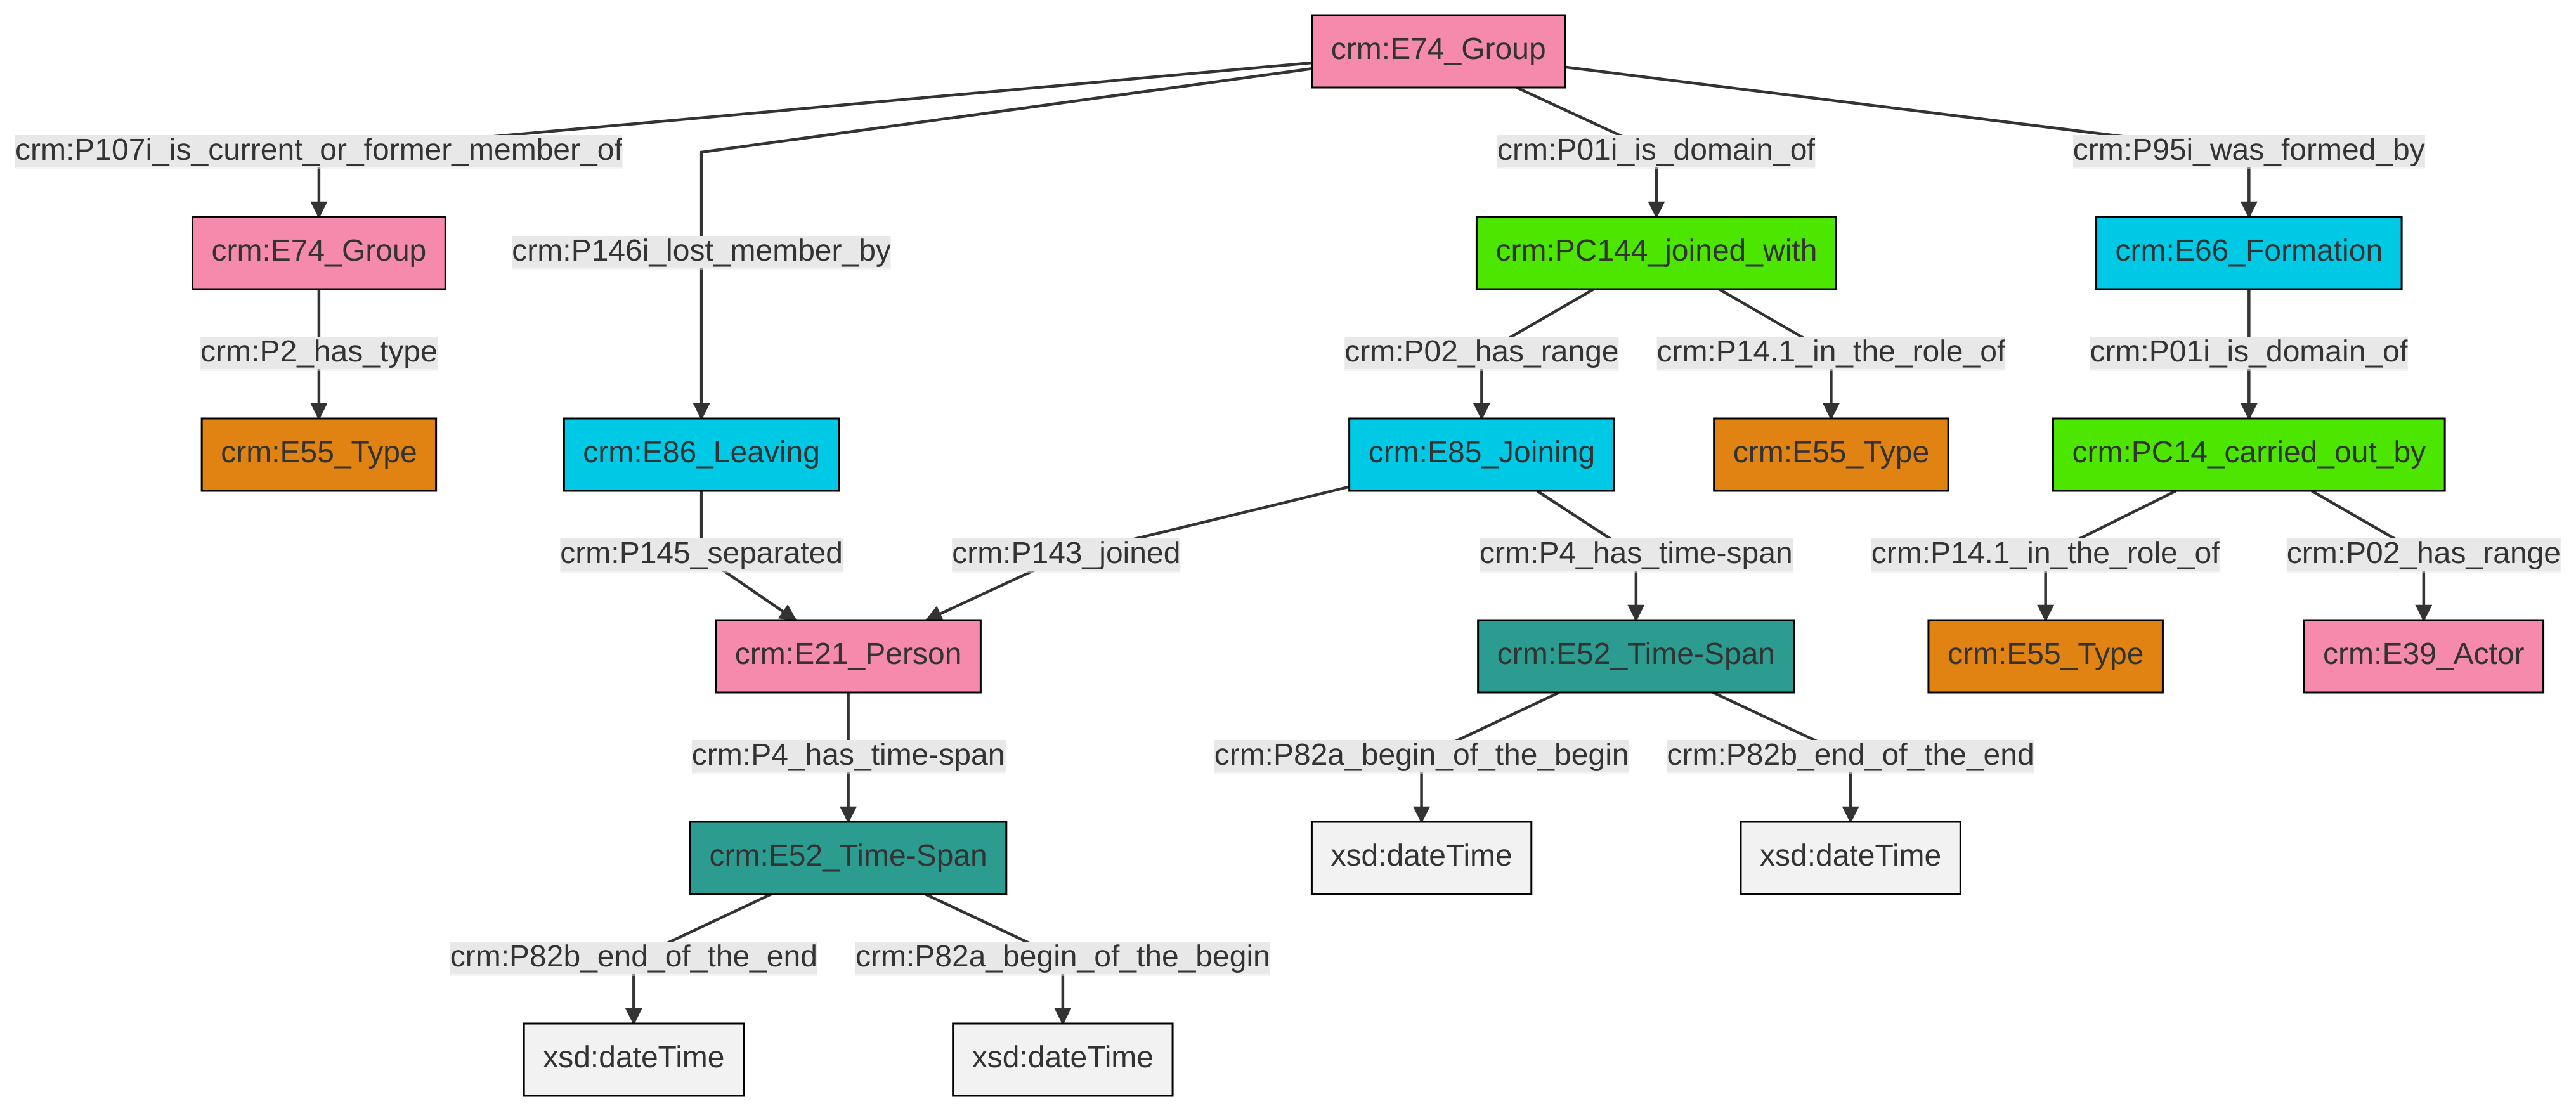 crm:E74_Group
crm:P107i_is_current_or_former_member_of
crm:P01i_is_domain_of
crm:P95i_was_formed_by
crm:E74_Group
crm:P146i_lost_member_by
crm:PC144_joined_with
crm:E66_Formation
crm:P2_has_type
crm:P02_has_range
crm:P14.1_in_the_role_of
crm:P01i_is_domain_of
crm:E55_Type
crm:E86_Leaving
crm:E85_Joining
crm:E55_Type
crm:PC14_carried_out_by
crm:P145_separated
crm:P143_joined
crm:P4_has_time-span
crm:P14.1_in_the_role_of
crm:P02_has_range
crm:E21_Person
crm:E52_Time-Span
crm:E55_Type
crm:E39_Actor
crm:P4_has_time-span
crm:P82a_begin_of_the_begin
crm:P82b_end_of_the_end
crm:E52_Time-Span
xsd:dateTime
xsd:dateTime
crm:P82b_end_of_the_end
crm:P82a_begin_of_the_begin
xsd:dateTime
xsd:dateTime